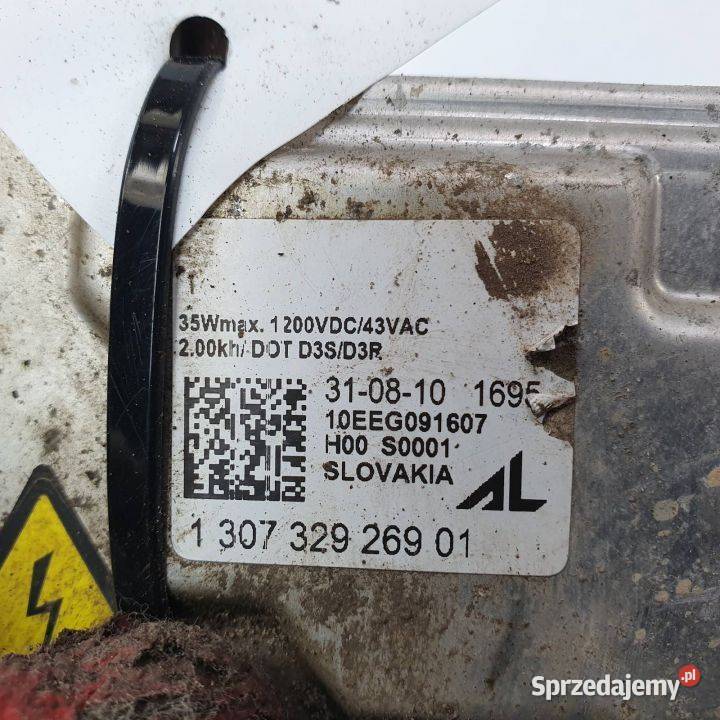 35Wmax. 1200VDC/43VAC
2.00kh/ DOT D3S/D3R
31-08-10 1695
10EEG091607
H00 S0001
SLOVAKIA
AL
1 307 329 269 01
Sprzedajemy.pl